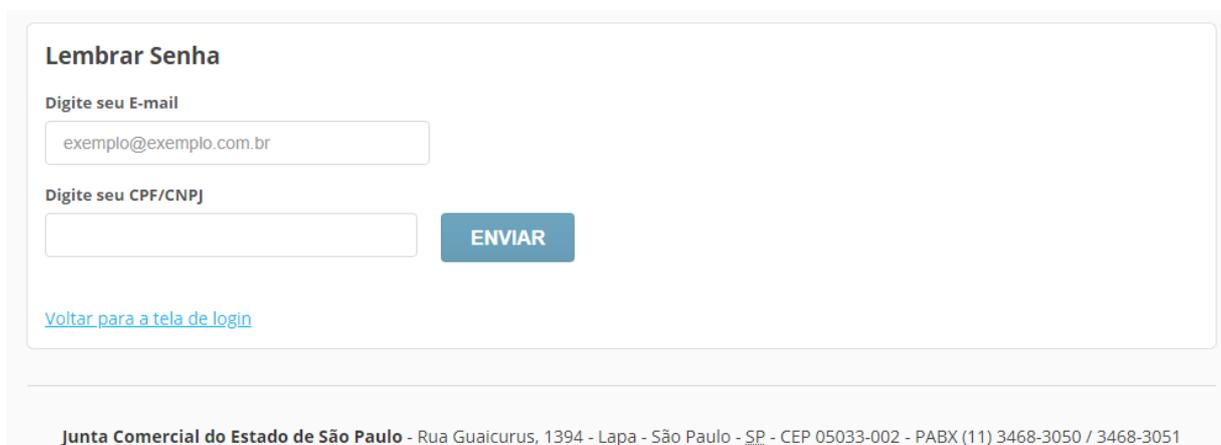 Lembrar Senha
Digite seu E-mail
exemplo@exemplo.com.br
Digite seu CPF/CNPJ
ENVIAR
Voltar para a tela de login
Junta Comercial do Estado de São Paulo - Rua Guaicurus, 1394 - Lapa - São Paulo - SP - CEP 05033-002 - PABX (11) 3468-3050 / 3468-3051